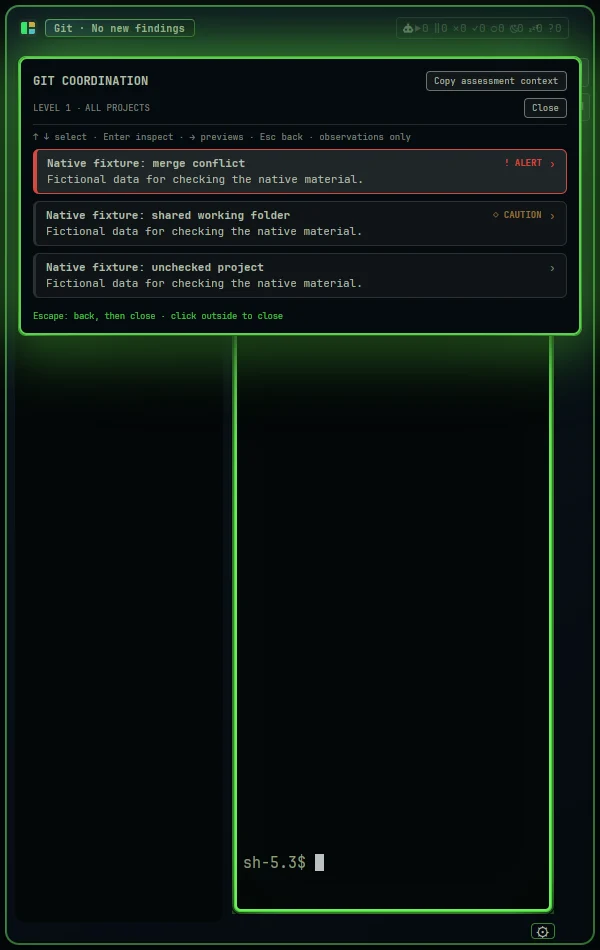 Git · No new findings
GIT COORDINATION
Copy assessment context
LEVEL 1 · ALL PROJECTS
Close
↑ ↓ select · Enter inspect · → previews · Esc back · observations only
Native fixture: merge conflict
! ALERT ›
Fictional data for checking the native material.
Native fixture: shared working folder
◇ CAUTION ›
Fictional data for checking the native material.
Native fixture: unchecked project
›
Fictional data for checking the native material.
Escape: back, then close · click outside to close
sh-5.3$